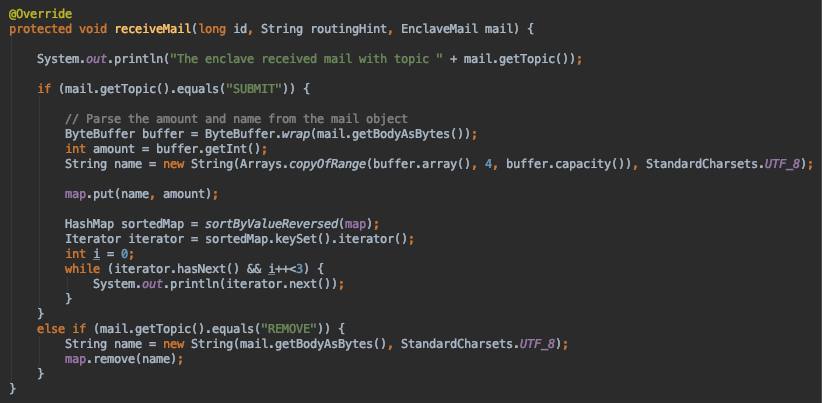 @Override
protected void receiveMail(long id, String routingHint, EnclaveMail mail) {
System.out.println("The enclave received mail with topic " + mail.getTopic());
if (mail.getTopic().equals("SUBMIT")) {
// Parse the amount and name from the mail object
ByteBuffer buffer = ByteBuffer.wrap(mail.getBodyAsBytes());
int amount = buffer.getInt();
String name = new String(Arrays.copyOfRange(buffer.array(), 4, buffer.capacity()), StandardCharsets.UTF_8);
map.put(name, amount);
HashMap sortedMap = sortByValueReversed(map);
Iterator iterator = sortedMap.keySet().iterator();
int i = 0;
while (iterator.hasNext() && i++<3) {
System.out.println(iterator.next());
}
}
else if (mail.getTopic().equals("REMOVE")) {
String name = new String(mail.getBodyAsBytes(), StandardCharsets.UTF_8);
map.remove(name);
}
}